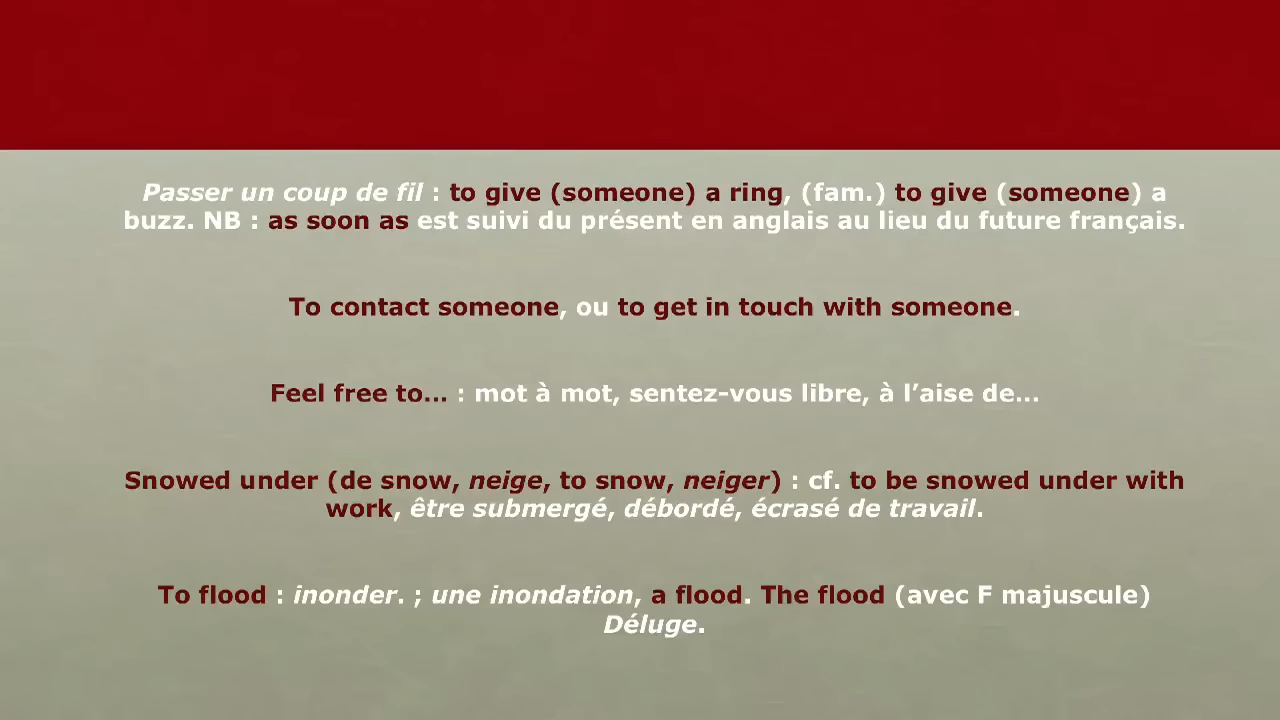 Passer un coup de fil : to give (someone) a ring, (fam.) to give (someone) a
buzz. NB : as soon as est suivi du présent en anglais au lieu du future français.
To contact someone, ou to get in touch with someone.
Feel free to... : mot à mot, sentez-vous libre, à l’aise de...
Snowed under (de snow, neige, to snow, neiger) : cf. to be snowed under with
work, être submergé, débordé, écrasé de travail.
To flood : inonder. ; une inondation, a flood. The flood (avec F majuscule)
Déluge.